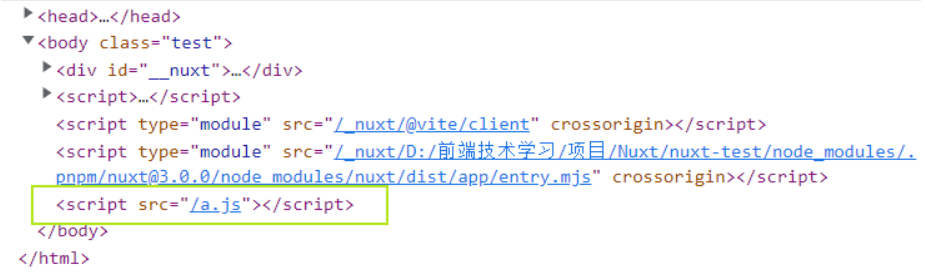 <head>…</head>
<body class="test">
<div id="__nuxt">…</div>
<script>…</script>
<script type="module" src="/_nuxt/@vite/client" crossorigin></script>
<script type="module" src="/_nuxt/D:/前端技术学习/项目/Nuxt/nuxt-test/node_modules/.
pnpm/nuxt@3.0.0/node_modules/nuxt/dist/app/entry.mjs" crossorigin></script>
<script src="/a.js"></script>
</body>
</html>